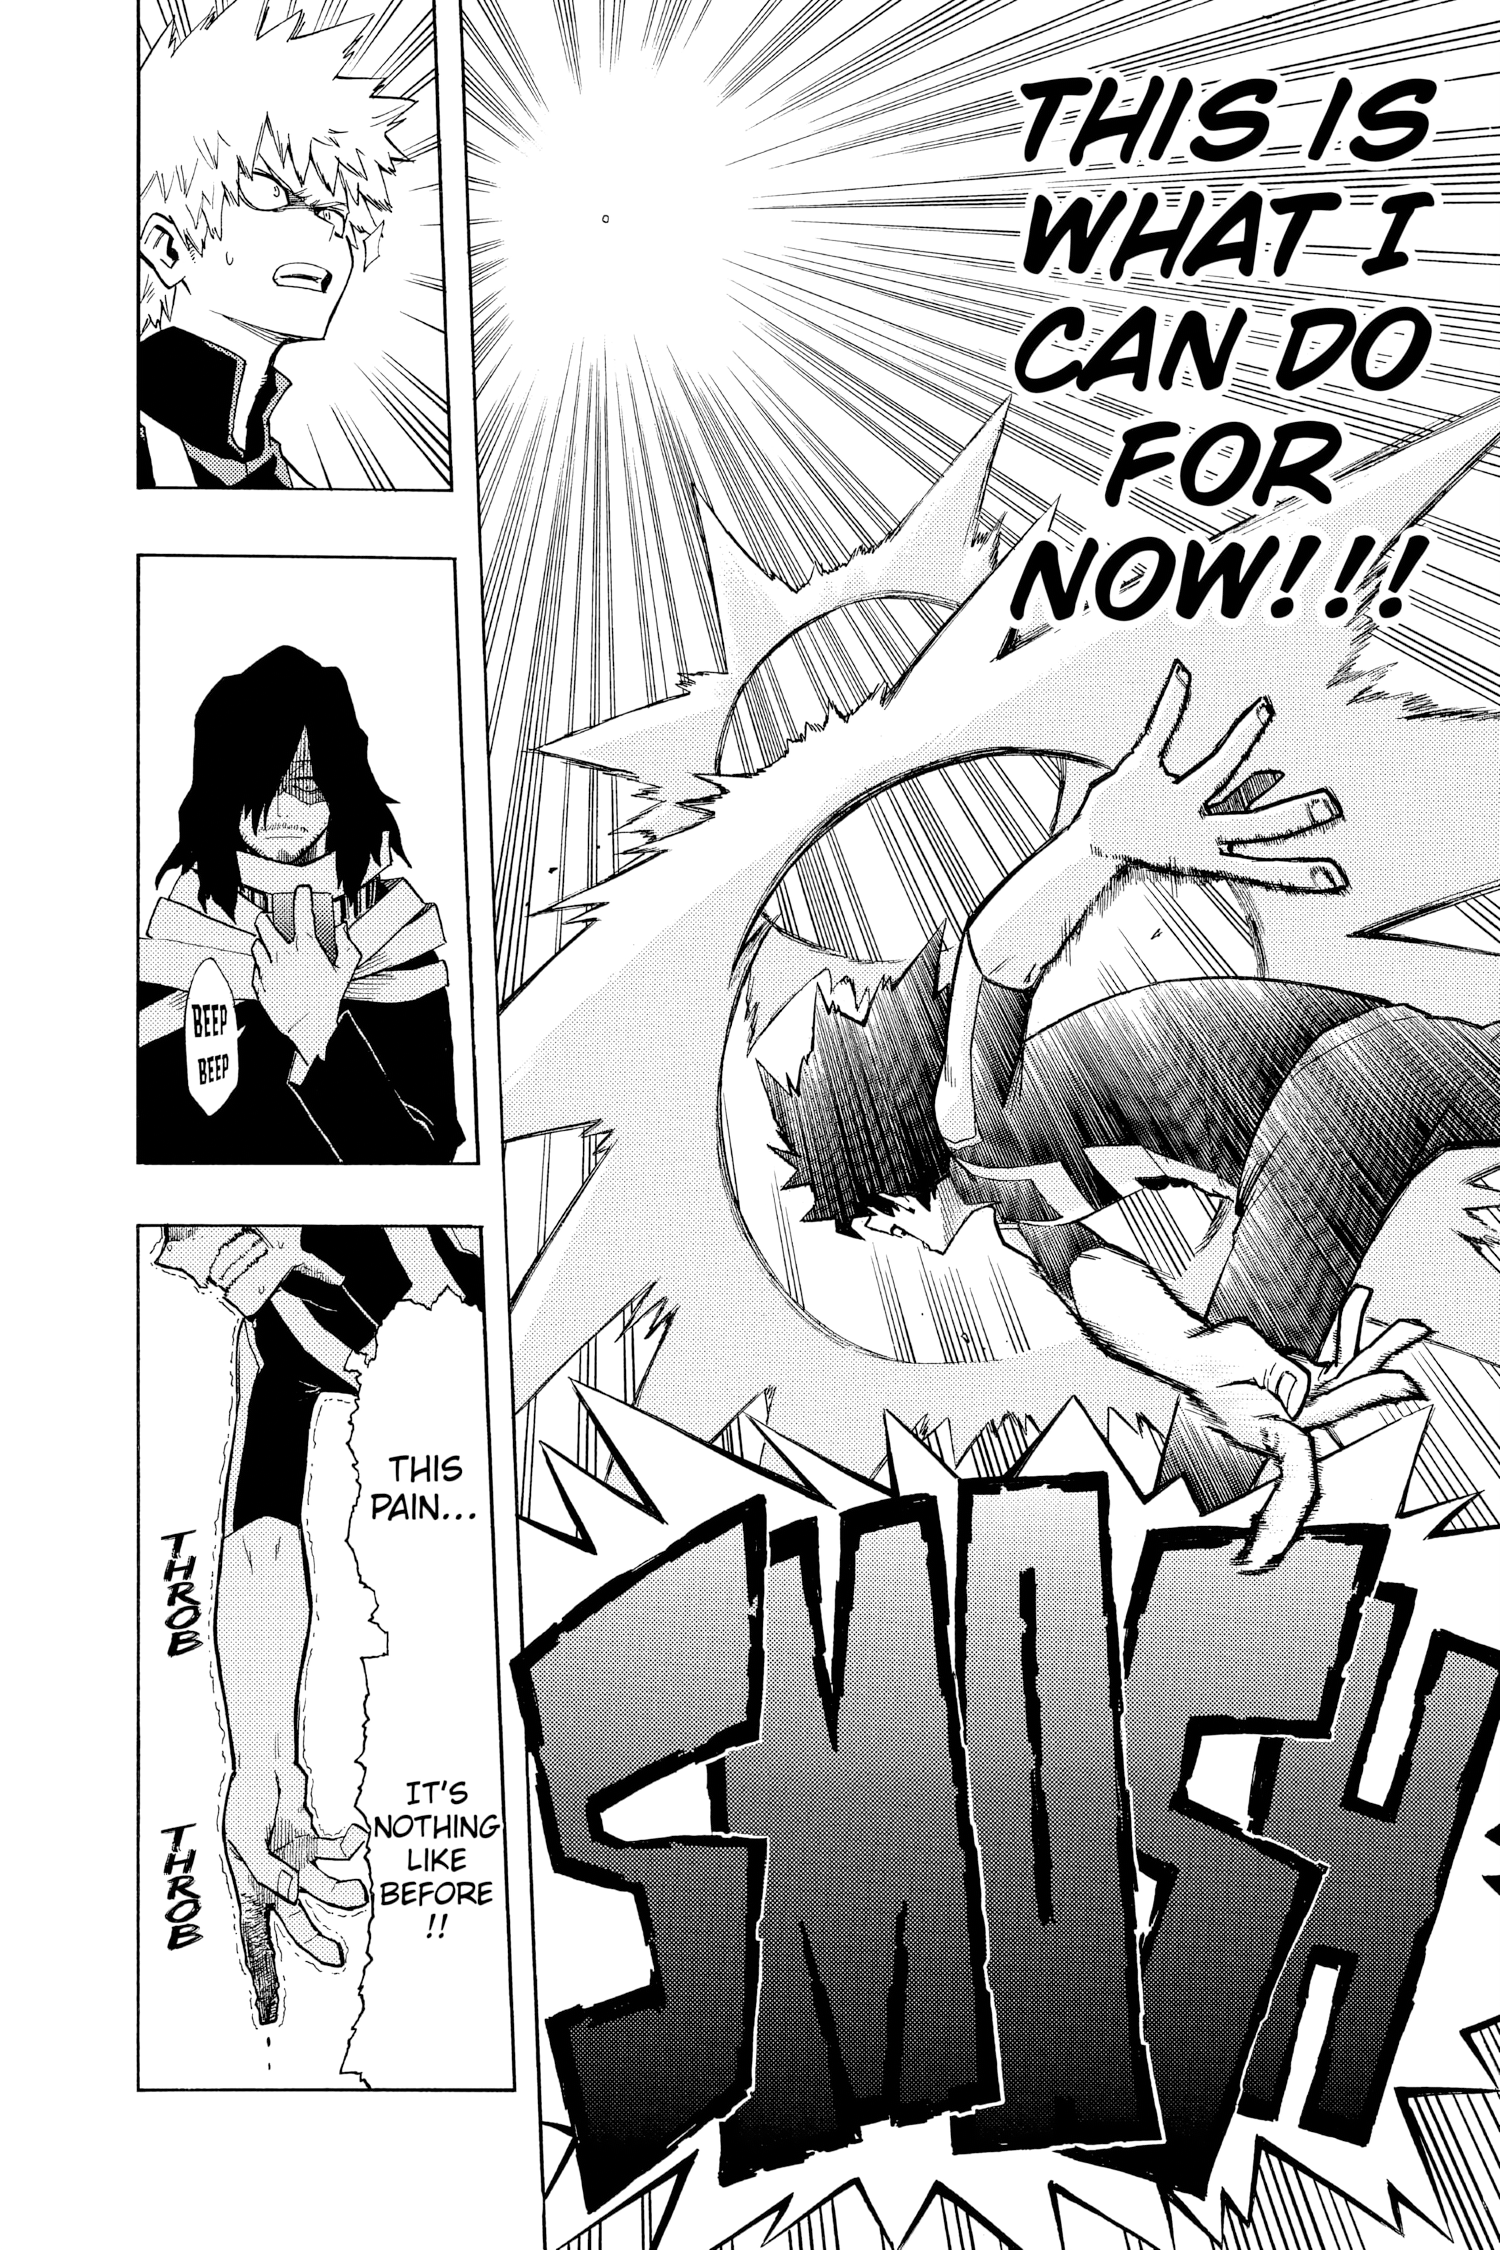 THIS IS
WHAT I
CAN DO
FOR
NOW!!!
SMASH
BEEP
BEEP
THIS
PAIN...
THROB
IT'S
NOTHING
LIKE
BEFORE
!!
THROB